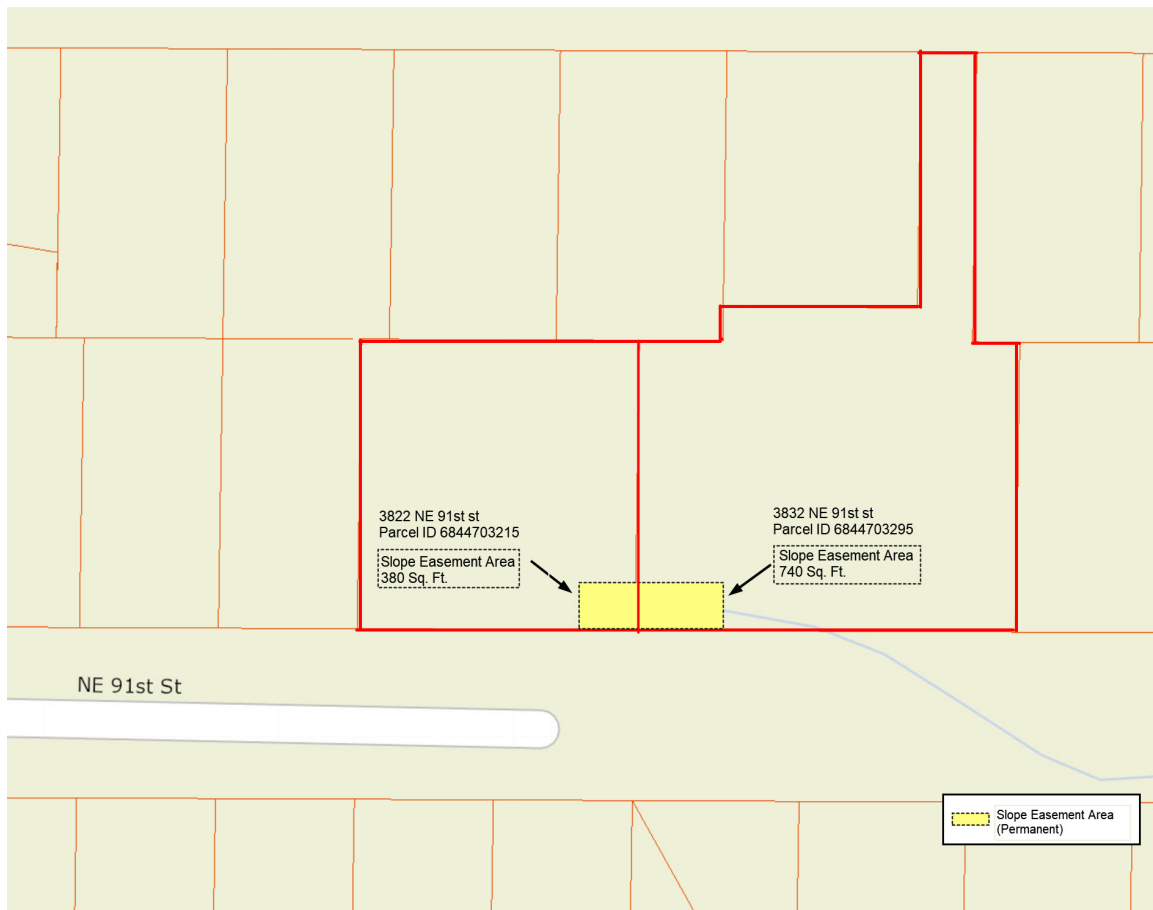 3822 NE 91st st
Parcel ID 6844703215
Slope Easement Area
380 Sq. Ft.
3832 NE 91st st
Parcel ID 6844703295
Slope Easement Area
740 Sq. Ft.
NE 91st St
Slope Easement Area
(Permanent)